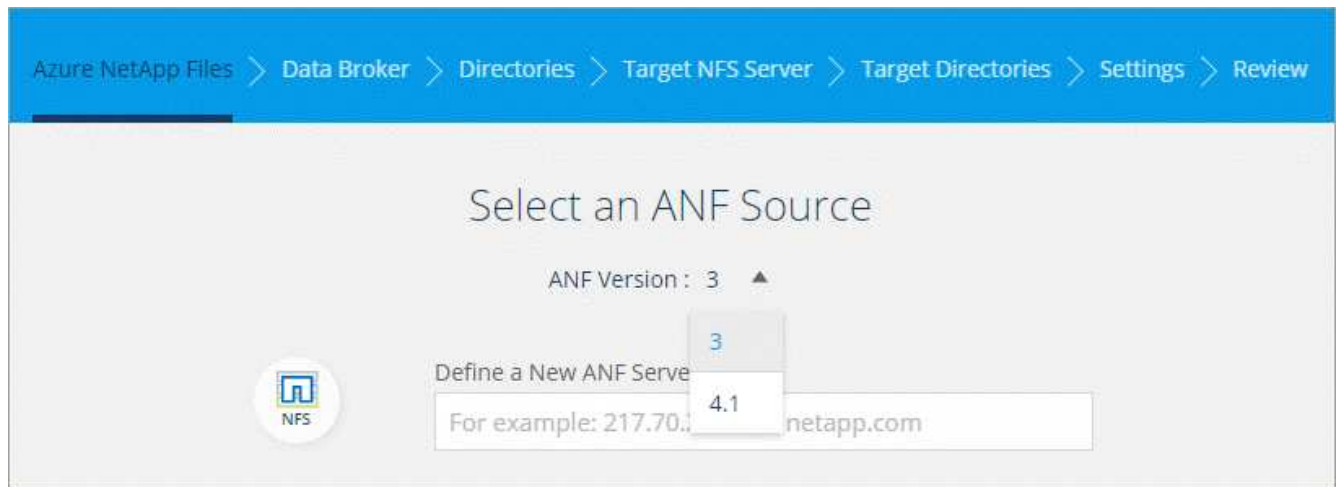 Azure NetApp Files > Data Broker > Directories > Target NFS Server > Target Directories > Settings > Review
Select an ANF Source
ANF Version : 3
3
4.1
Define a New ANF Serve
NFS
For example: 217.70. netapp.com